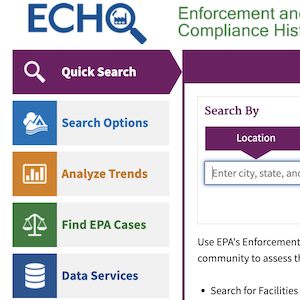 ECHO
Enforcement and
Compliance His
Quick Search
Search Options
Analyze Trends
Find EPA Cases
Data Services
Search By
Location
Enter city, state, and
Use EPA's Enforcement
community to assess th
• Search for Facilities